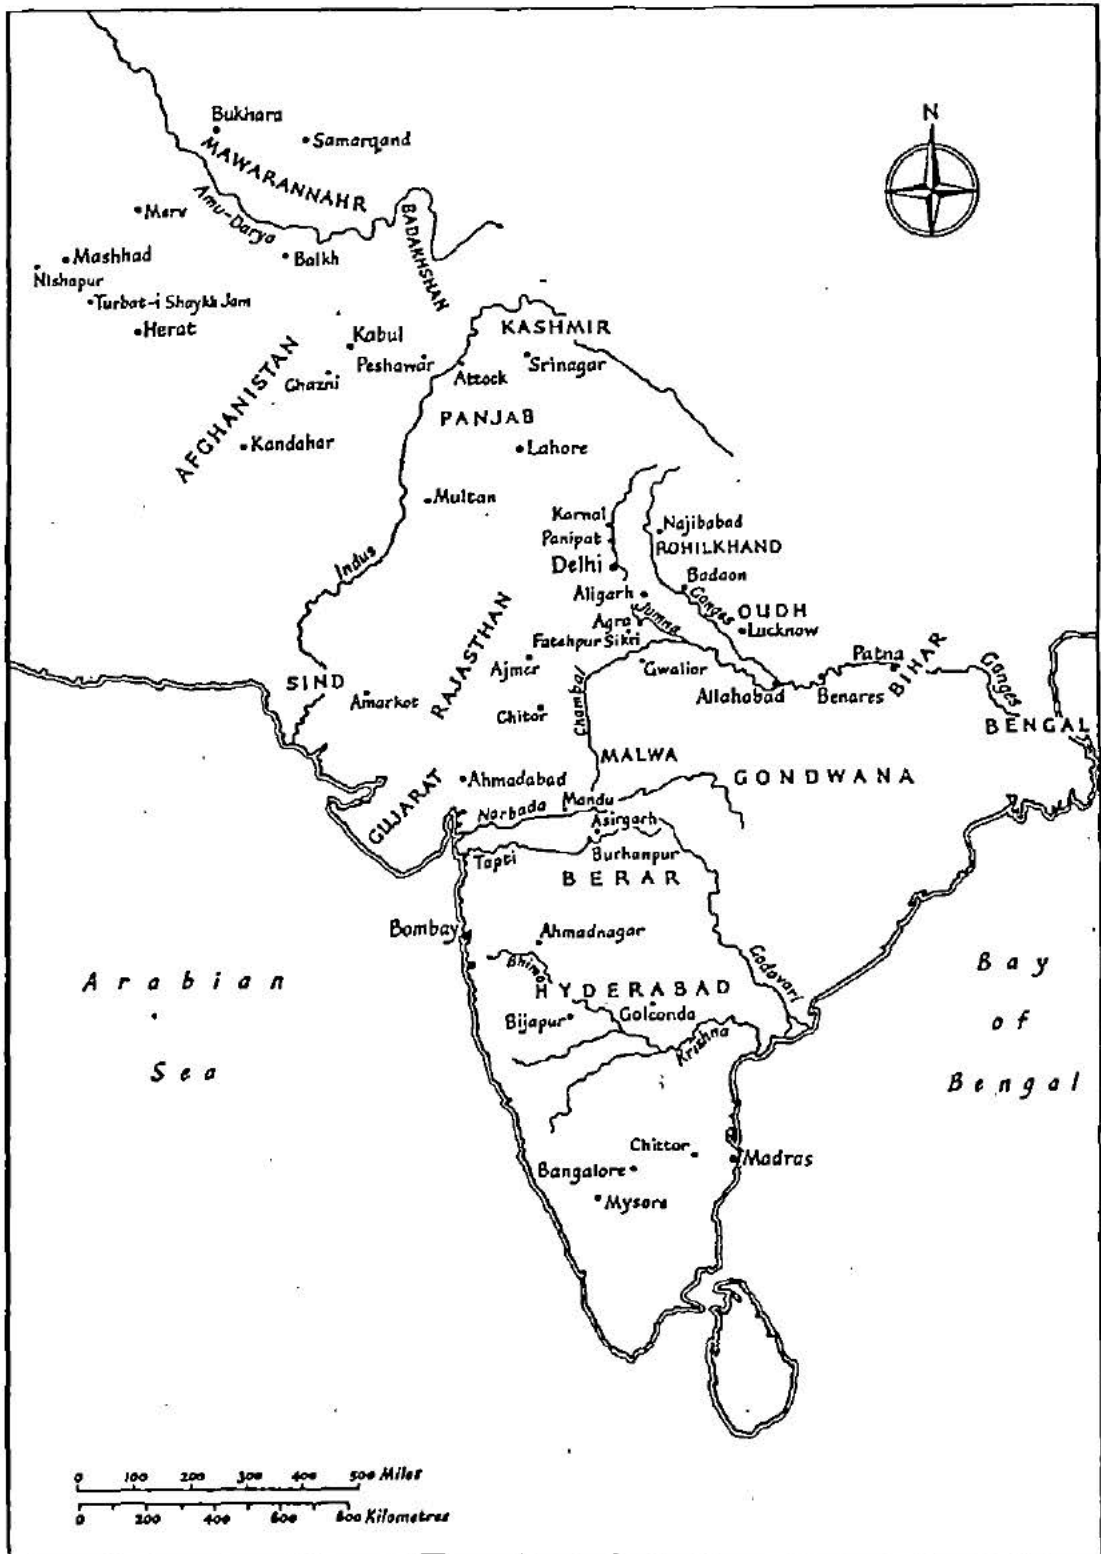 N
Bukhara
Samarqand
MAWARANNAHR
Merv
Amu-Darya
BADAKHSHAN
Mashhad
Balkh
Nishapur
Turbat-i Shaykh Jam
Herat
KASHMIR
Kabul
Peshawar
Attock
Srinagar
Ghazni
AFGHANISTAN
PANJAB
Kandahar
Lahore
Multan
Karnal
Najibabad
Panipat
ROHILKHAND
Delhi
Indus
Badaon
Aligarh
Jumna
Ganges
OUDH
Agra
Lucknow
Fatehpur Sikri
RAJASTHAN
Ajmer
Gwalior
Patna
BIHAR
Ganges
SIND
Amarkot
Chitor
Chambal
Allahabad
Benares
BENGAL
MALWA
GONDWANA
GUJARAT
Ahmadabad
Narbada
Mandu
Asirgarh
Tapti
Burhanpur
BERAR
Bombay
Ahmadnagar
Bhima
Godavari
Arabian
Sea
HYDERABAD
Bijapur
Golconda
Krishna
Bay
of
Bengal
Chittor
Bangalore
Madras
Mysore
0 100 200 300 400 500 Miles
0 200 400 600 800 Kilometres